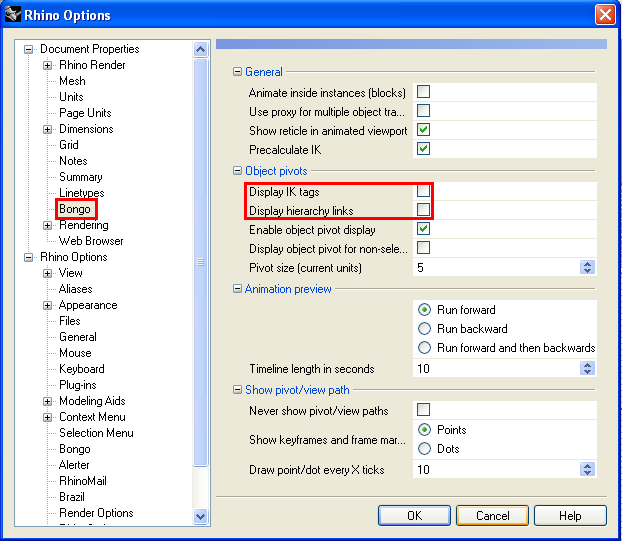 Rhino Options
Document Properties
Rhino Render
Mesh
Units
Page Units
Dimensions
Grid
Notes
Summary
Linetypes
Bongo
Rendering
Web Browser
Rhino Options
View
Aliases
Appearance
Files
General
Mouse
Keyboard
Plug-ins
Modeling Aids
Context Menu
Selection Menu
Bongo
Alerter
RhinoMail
Brazil
Render Options
General
Animate inside instances (blocks)
Use proxy for multiple object tra...
Show reticle in animated viewport
Precalculate IK
Object pivots
Display IK tags
Display hierarchy links
Enable object pivot display
Display object pivot for non-sele...
Pivot size (current units) 5
Animation preview
Run forward
Run backward
Run forward and then backwards
Timeline length in seconds 10
Show pivot/view path
Never show pivot/view paths
Show keyframes and frame mar...
Points
Dots
Draw point/dot every X ticks 10
OK Cancel Help